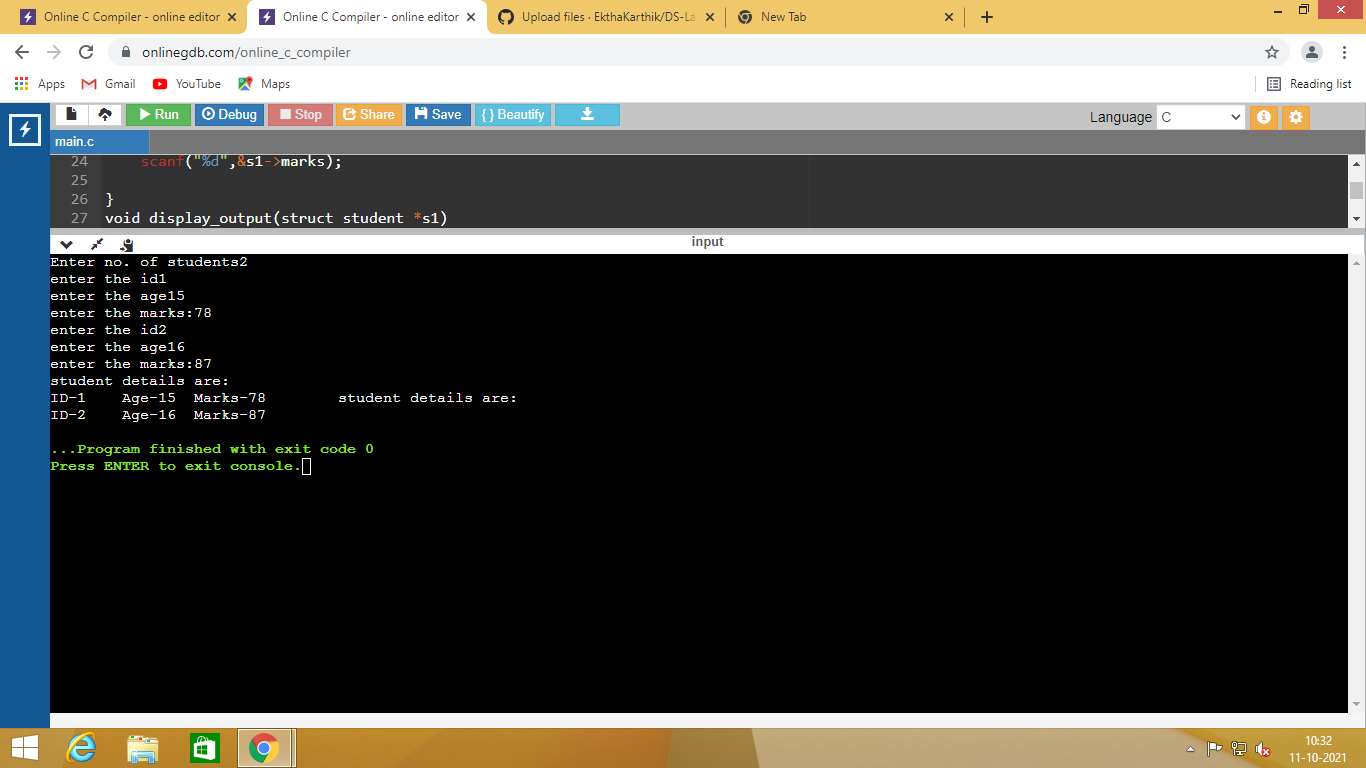 Online C Compiler - online editor
Online C Compiler - online editor
Upload files · EkthaKarthik/DS-La
New Tab
onlinegdb.com/online_c_compiler
Apps Gmail YouTube Maps Reading list
Run Debug Stop Share Save { } Beautify Language C
main.c
24 scanf("%d",&s1->marks);
25
26 }
27 void display_output(struct student *s1)
input
Enter no. of students2
enter the id1
enter the age15
enter the marks:78
enter the id2
enter the age16
enter the marks:87
student details are:
ID-1 Age-15 Marks-78 student details are:
ID-2 Age-16 Marks-87
...Program finished with exit code 0
Press ENTER to exit console.
10:32
11-10-2021